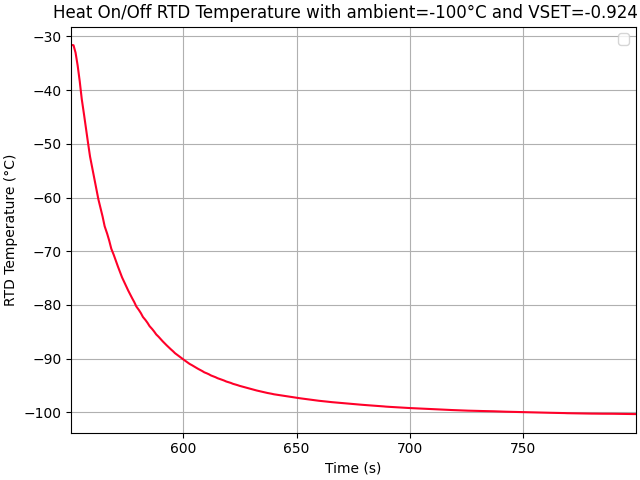 Heat On/Off RTD Temperature with ambient=-100°C and VSET=-0.924
RTD Temperature (°C)
−30
−40
−50
−60
−70
−80
−90
−100
600 650 700 750
Time (s)